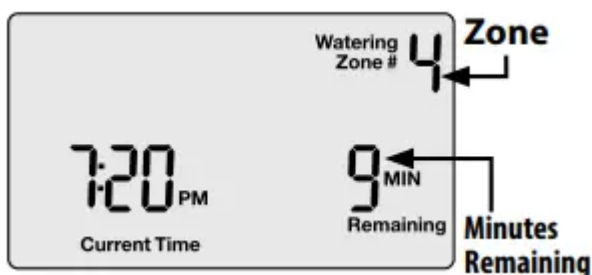 Watering
Zone # 4
Zone
7:20 PM
9 MIN
Current Time
Remaining
Minutes
Remaining